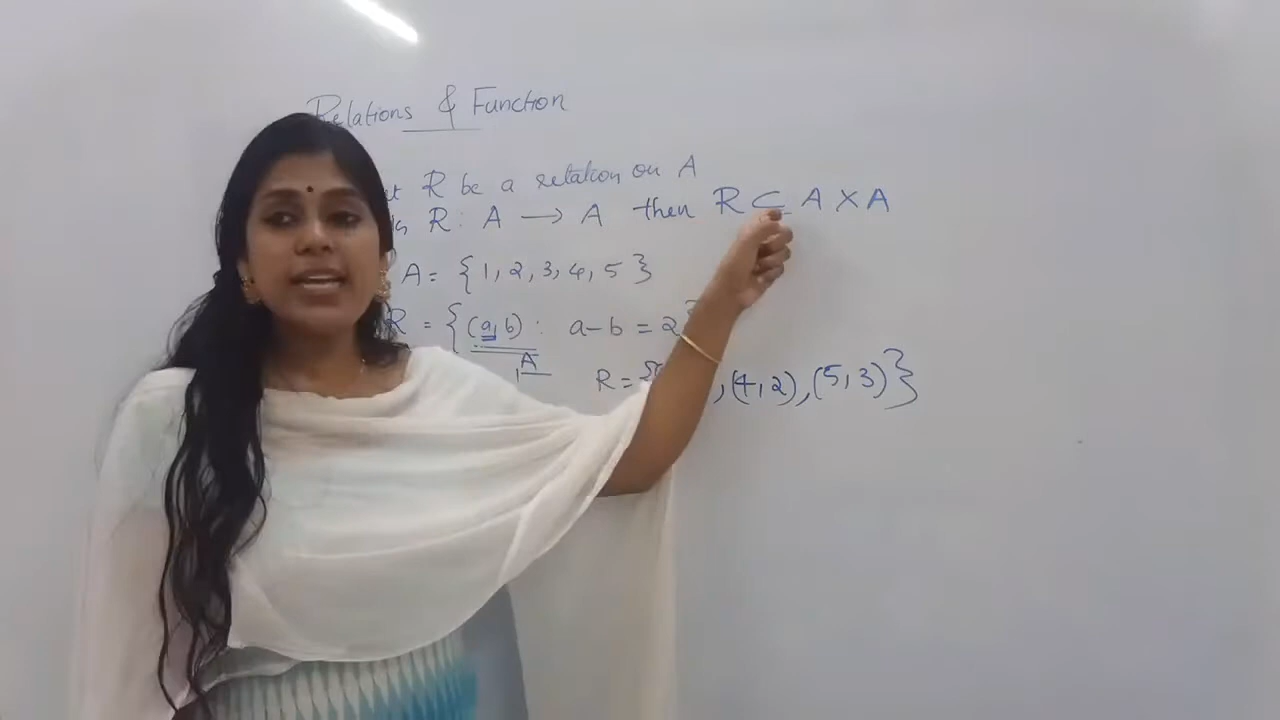 Relations & Function
R be a relation on A
R : A → A then R ⊆ A × A
A = {1, 2, 3, 4, 5}
R = {(a, b) : a – b = 2}
A
R = { , (4, 2), (5, 3)}